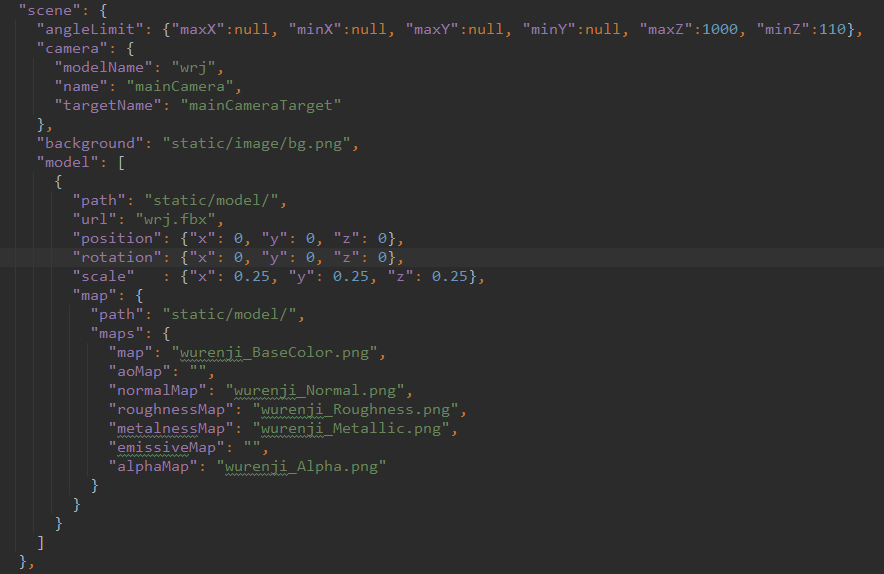 "scene": {
"angleLimit": {"maxX":null, "minX":null, "maxY":null, "minY":null, "maxZ":1000, "minZ":110},
"camera": {
"modelName": "wrj",
"name": "mainCamera",
"targetName": "mainCameraTarget"
},
"background": "static/image/bg.png",
"model": [
{
"path": "static/model/",
"url": "wrj.fbx",
"position": {"x": 0, "y": 0, "z": 0},
"rotation": {"x": 0, "y": 0, "z": 0},
"scale"   : {"x": 0.25, "y": 0.25, "z": 0.25},
"map": {
"path": "static/model/",
"maps": {
"map": "wurenji_BaseColor.png",
"aoMap": "",
"normalMap": "wurenji_Normal.png",
"roughnessMap": "wurenji_Roughness.png",
"metalnessMap": "wurenji_Metallic.png",
"emissiveMap": "",
"alphaMap": "wurenji_Alpha.png"
}
}
}
]
},